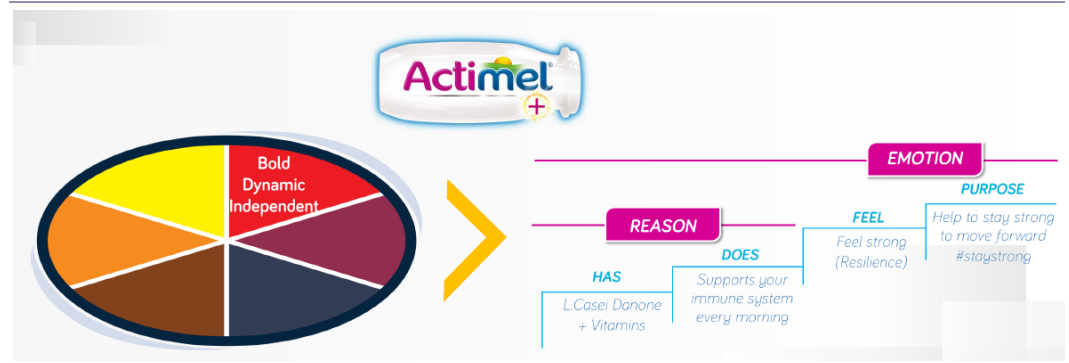 Actimel
+
Bold
Dynamic
Independent
EMOTION
PURPOSE
Help to stay strong
to move forward
#staystrong
REASON
FEEL
Feel strong
(Resilience)
DOES
Supports your
immune system
every morning
HAS
L.Casei Danone
+ Vitamins